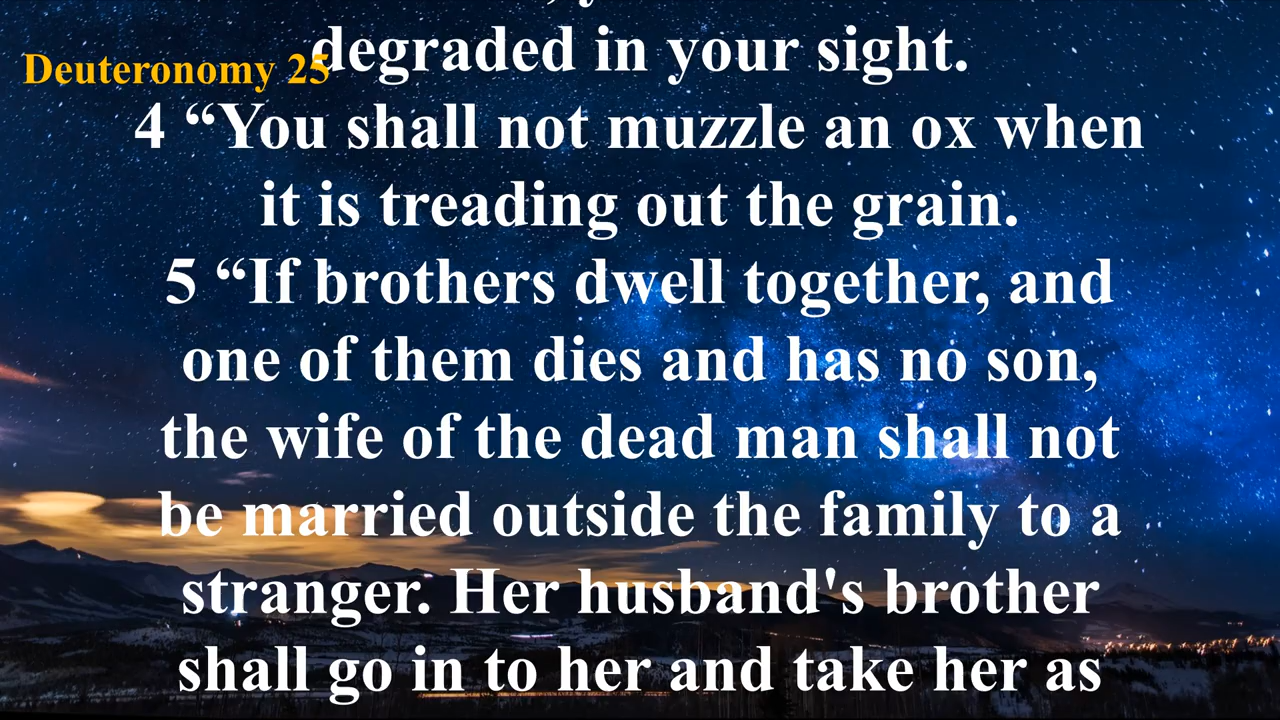 Deuteronomy 25
degraded in your sight.
4 “You shall not muzzle an ox when
it is treading out the grain.
5 “If brothers dwell together, and
one of them dies and has no son,
the wife of the dead man shall not
be married outside the family to a
stranger. Her husband's brother
shall go in to her and take her as